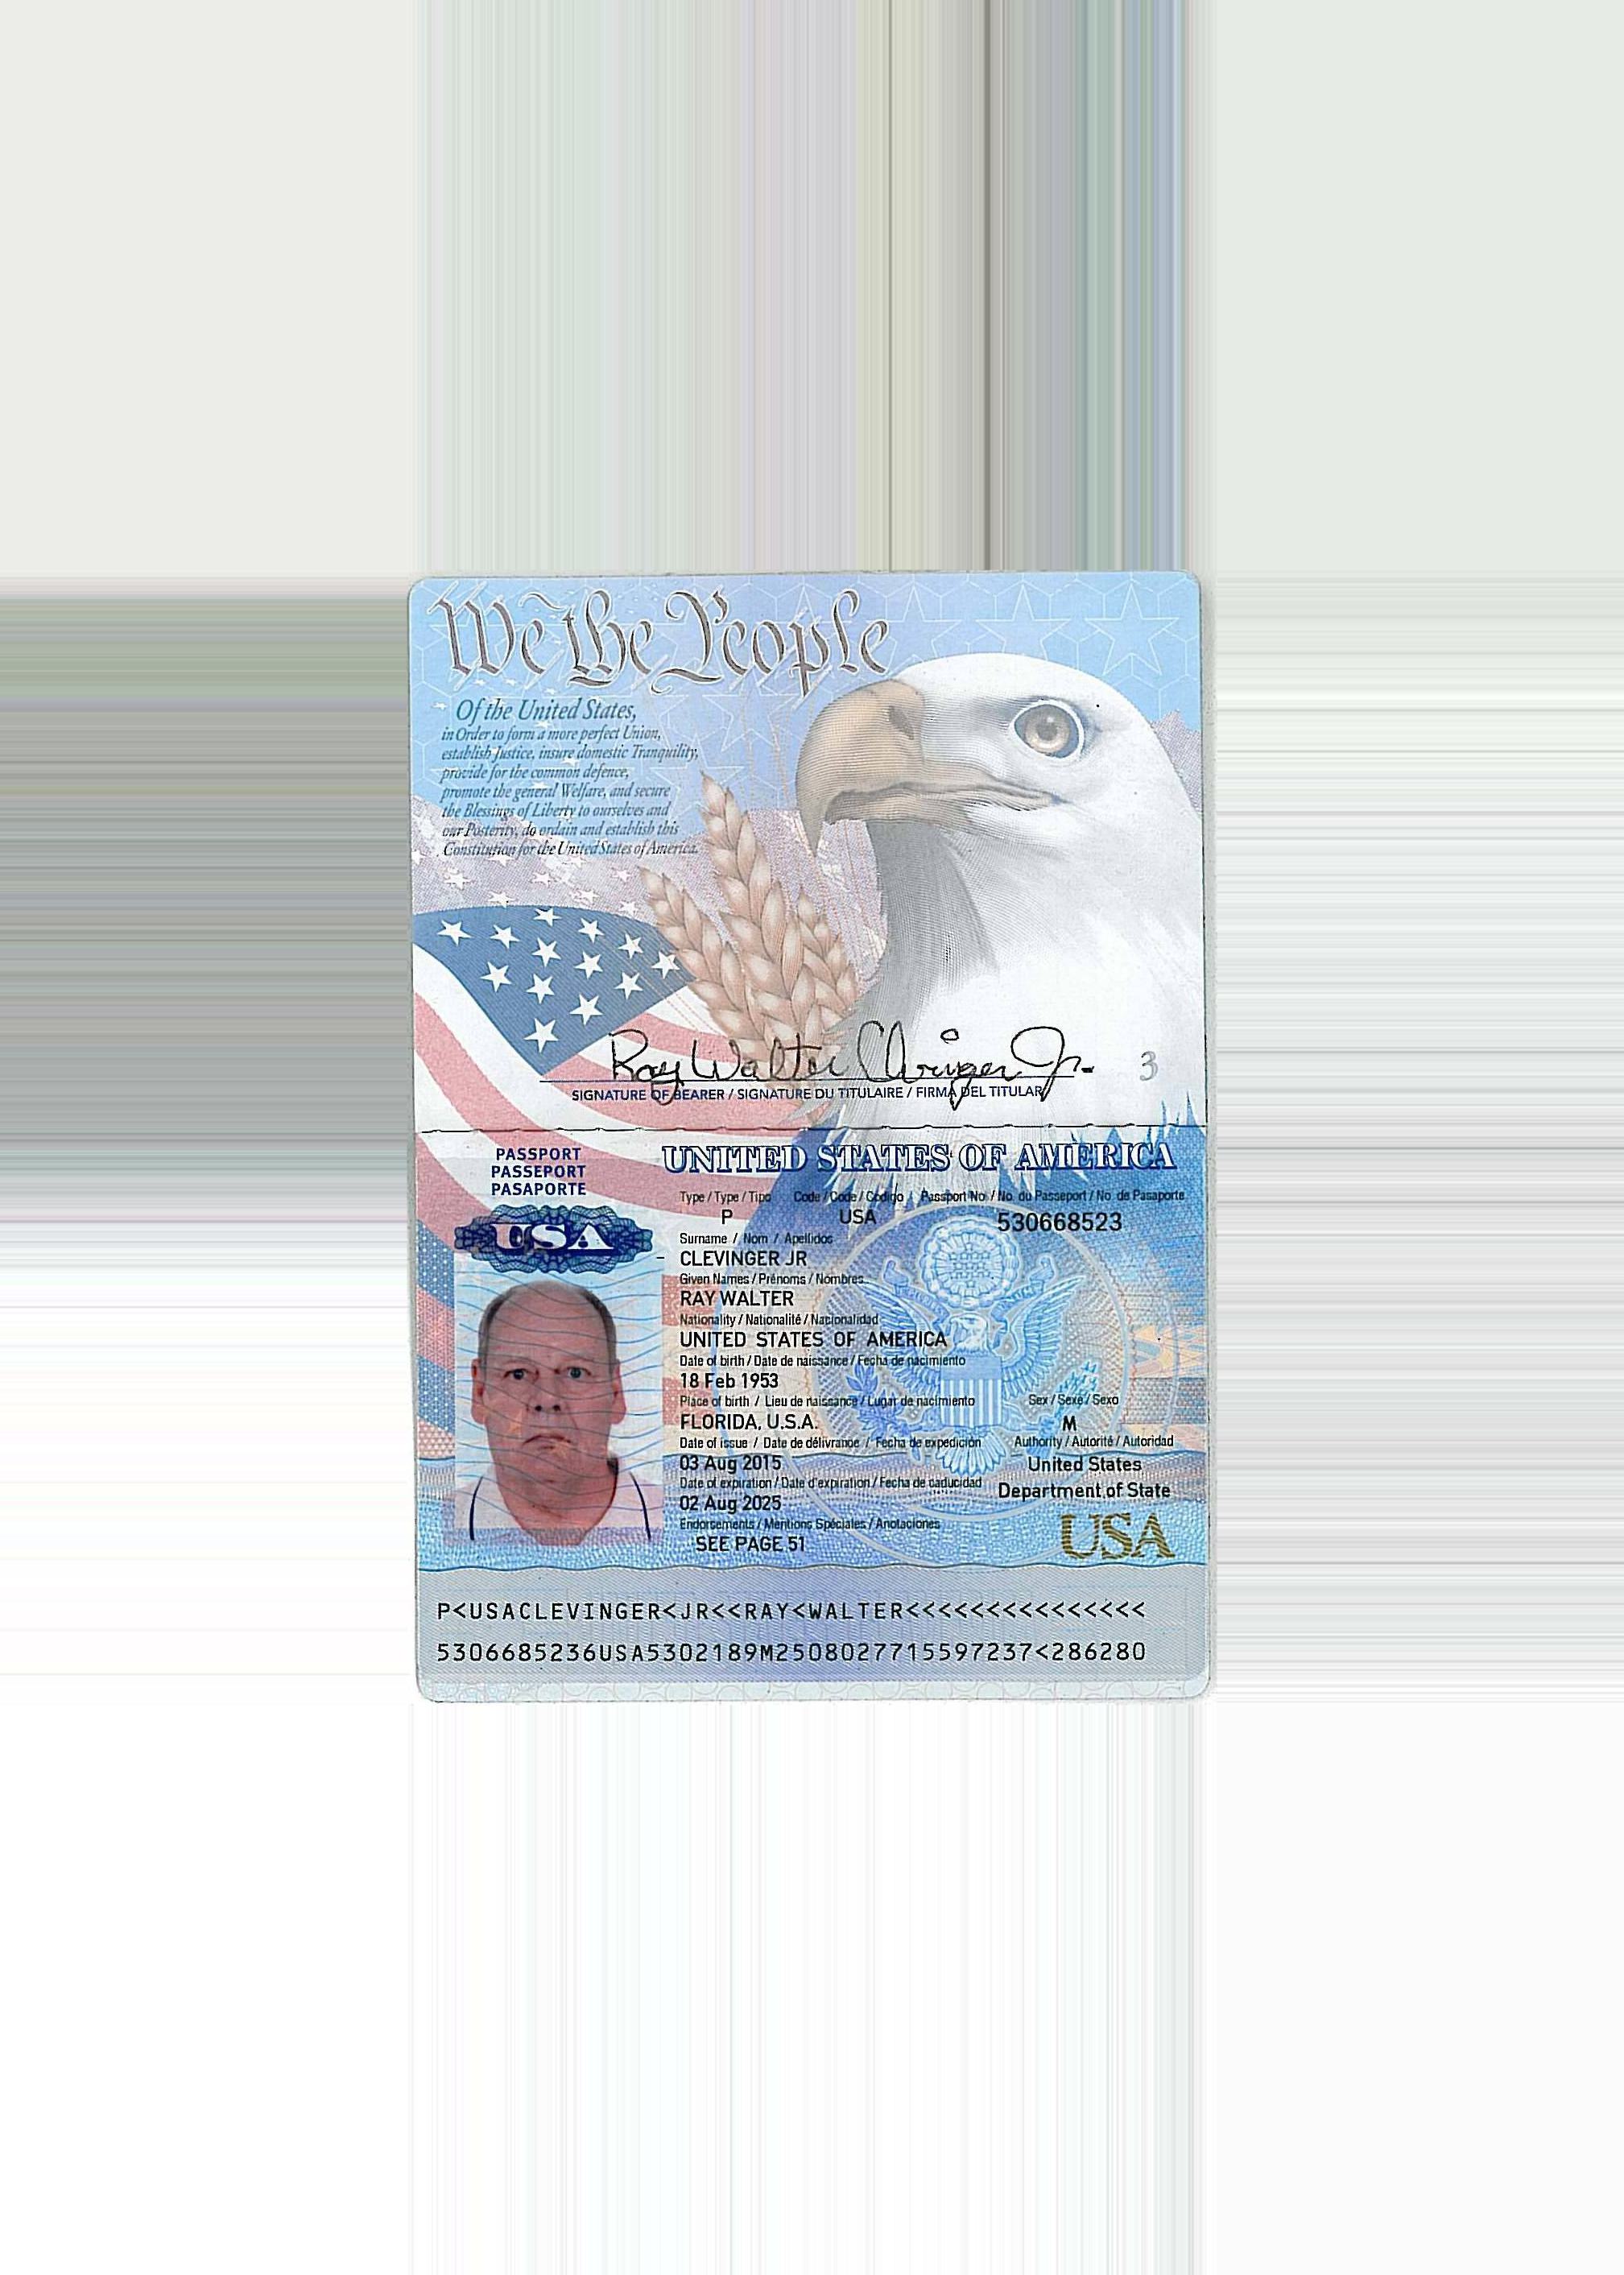 We the People
Of the United States,
in Order to form a more perfect Union,
establish Justice, insure domestic Tranquility,
provide for the common defence,
promote the general Welfare, and secure
the Blessings of Liberty to ourselves and
our Posterity, do ordain and establish this
Constitution for the United States of America.
Ray Walter Clevinger Jr.
3
SIGNATURE OF BEARER / SIGNATURE DU TITULAIRE / FIRMA DEL TITULAR
PASSPORT
PASSEPORT
PASAPORTE
USA
UNITED STATES OF AMERICA
Type / Type / Tipo Code / Code / Codigo Passport No. / No. du Passeport / No. de Pasaporte
P USA 530668523
Surname / Nom / Apellidos
CLEVINGER JR
Given Names / Prénoms / Nombres
RAY WALTER
Nationality / Nationalité / Nacionalidad
UNITED STATES OF AMERICA
Date of birth / Date de naissance / Fecha de nacimiento
18 Feb 1953
Place of birth / Lieu de naissance / Lugar de nacimiento Sex / Sexe / Sexo
FLORIDA, U.S.A. M
Date of issue / Date de délivrance / Fecha de expedición Authority / Autorité / Autoridad
03 Aug 2015 United States
Date of expiration / Date d'expiration / Fecha de caducidad Department of State
02 Aug 2025
Endorsements / Mentions Spéciales / Anotaciones
SEE PAGE 51
USA
P<USACLEVINGER<JR<<RAY<WALTER<<<<<<<<<<<<<<<
5306685236USA5302189M2508027715597237<286280